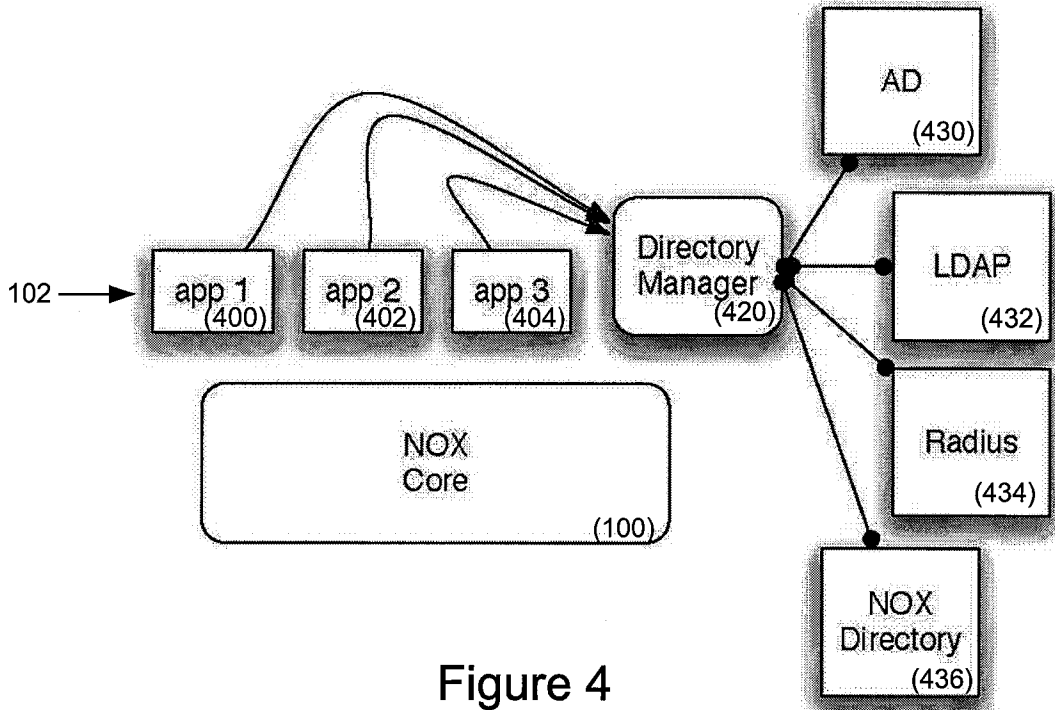 AD
(430)
102
app 1
(400)
app 2
(402)
app 3
(404)
Directory
Manager
(420)
LDAP
(432)
NOX
Core
(100)
Radius
(434)
NOX
Directory
(436)
Figure 4